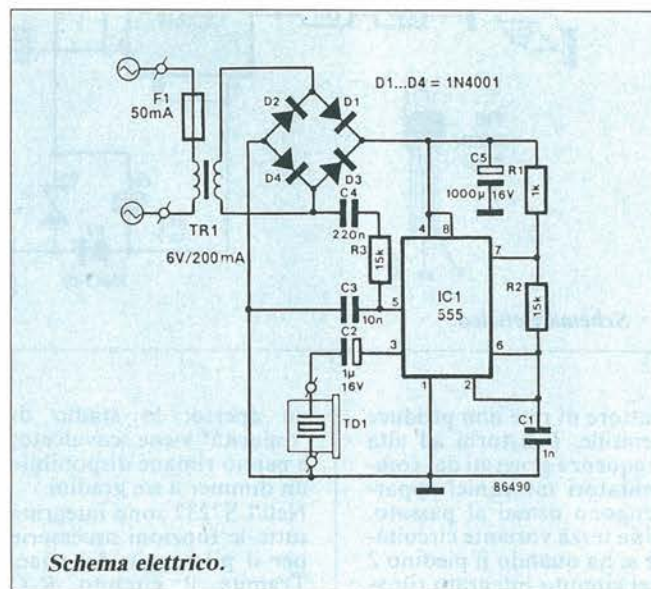 D1...D4 = 1N4001
F1
50mA
D2
D1
D4
D3
C5
1000μ
16V
R1
1k
C4
220n
TR1
6V/200mA
R3
15k
4
8
7
IC1
555
R2
15k
C3
10n
5
C2
1μ
16V
3
6
TD1
1
2
C1
1n
86490
Schema elettrico.